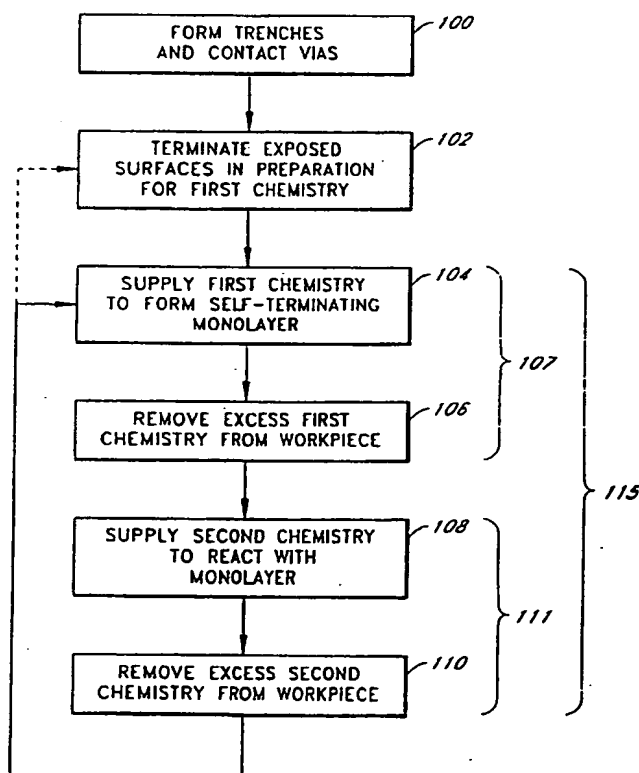 FORM TRENCHES
AND CONTACT VIAS
100
TERMINATE EXPOSED
SURFACES IN PREPARATION
FOR FIRST CHEMISTRY
102
SUPPLY FIRST CHEMISTRY
TO FORM SELF-TERMINATING
MONOLAYER
104
107
REMOVE EXCESS FIRST
CHEMISTRY FROM WORKPIECE
106
115
SUPPLY SECOND CHEMISTRY
TO REACT WITH
MONOLAYER
108
111
REMOVE EXCESS SECOND
CHEMISTRY FROM WORKPIECE
110